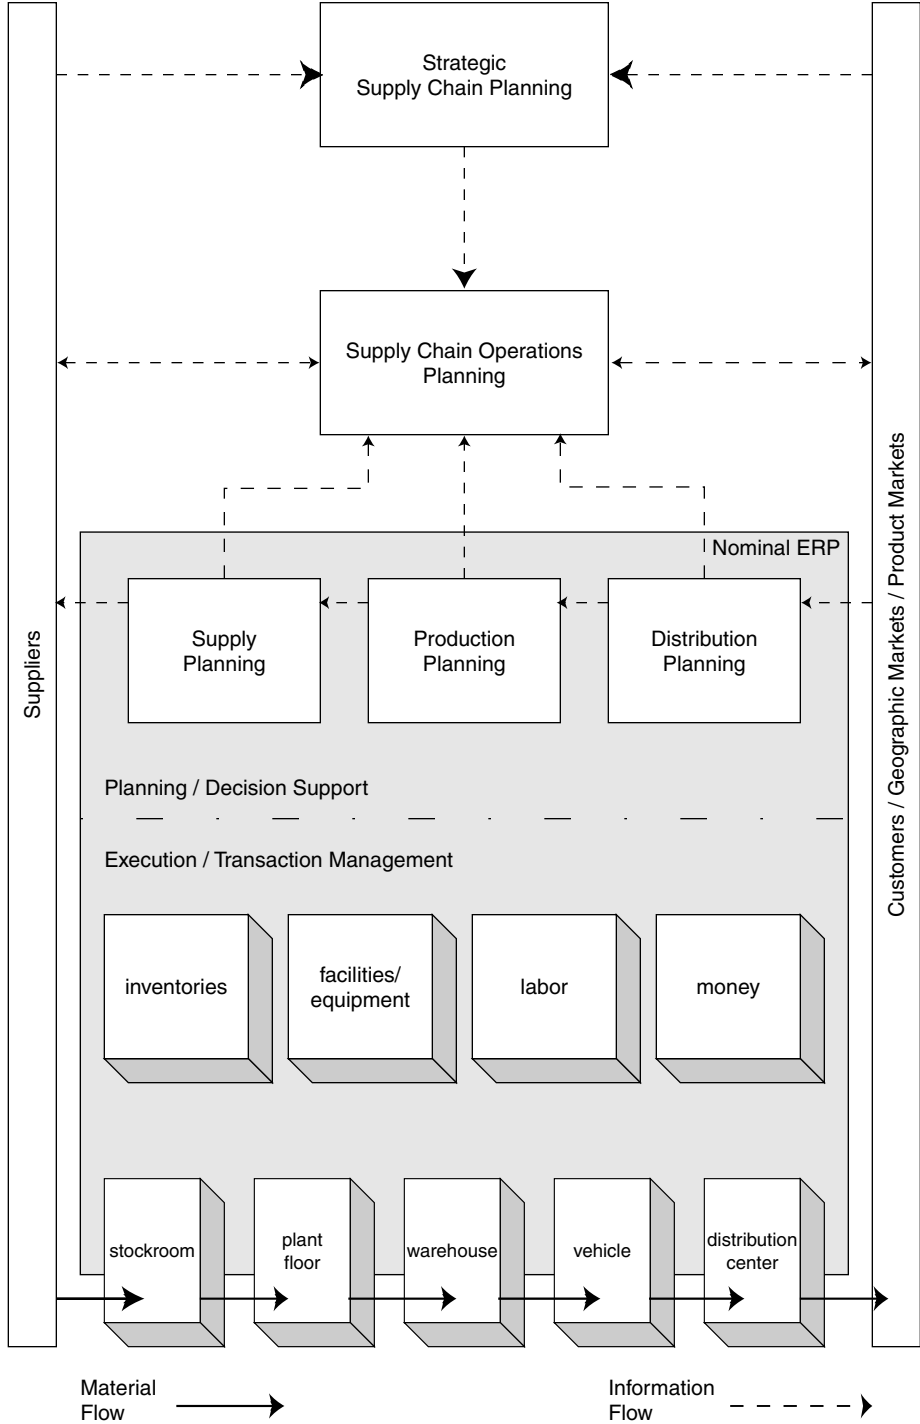 Strategic
Supply Chain Planning
Supply Chain Operations
Planning
Nominal ERP
Supply
Planning
Production
Planning
Distribution
Planning
Suppliers
Customers / Geographic Markets / Product Markets
Planning / Decision Support
Execution / Transaction Management
inventories
facilities/
equipment
labor
money
stockroom
plant
floor
warehouse
vehicle
distribution
center
Material
Flow
Information
Flow